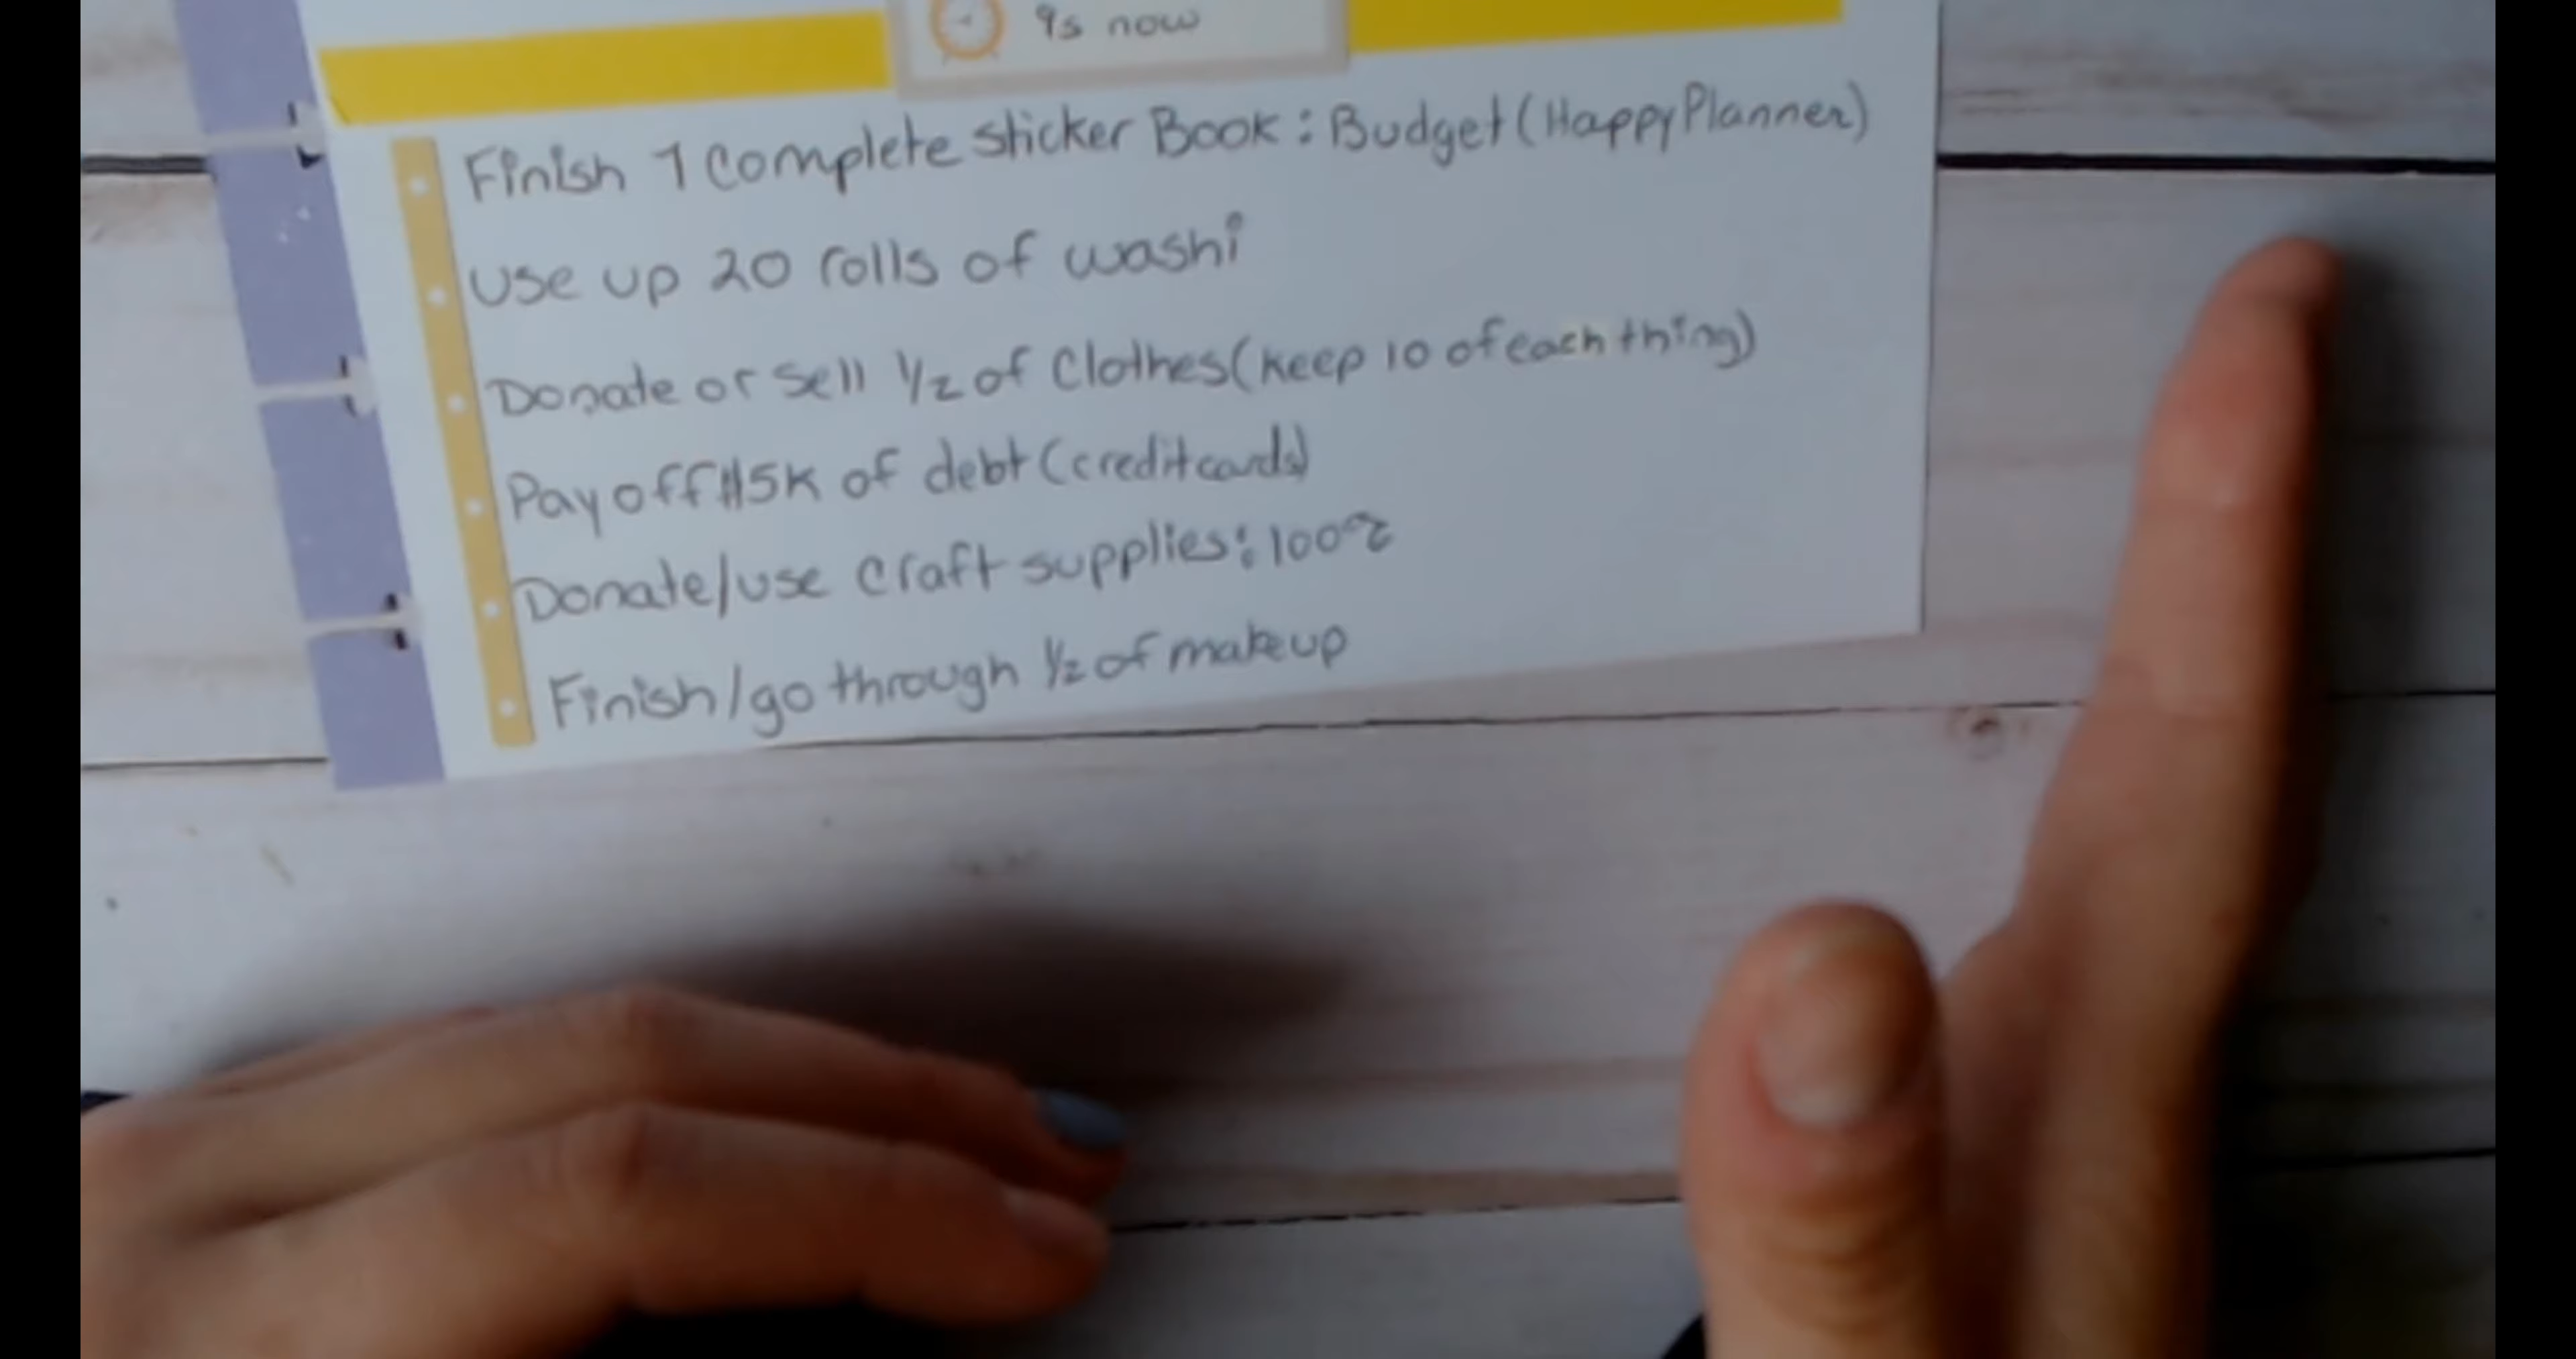 9s now
Finish 1 Complete Sticker Book : Budget (Happy Planner)
Use up 20 rolls of washi
Donate or Sell 1/2 of Clothes (keep 10 of each thing)
Pay off $5K of debt (credit cards)
Donate/use Craft supplies: 100%
Finish/go through 1/2 of makeup